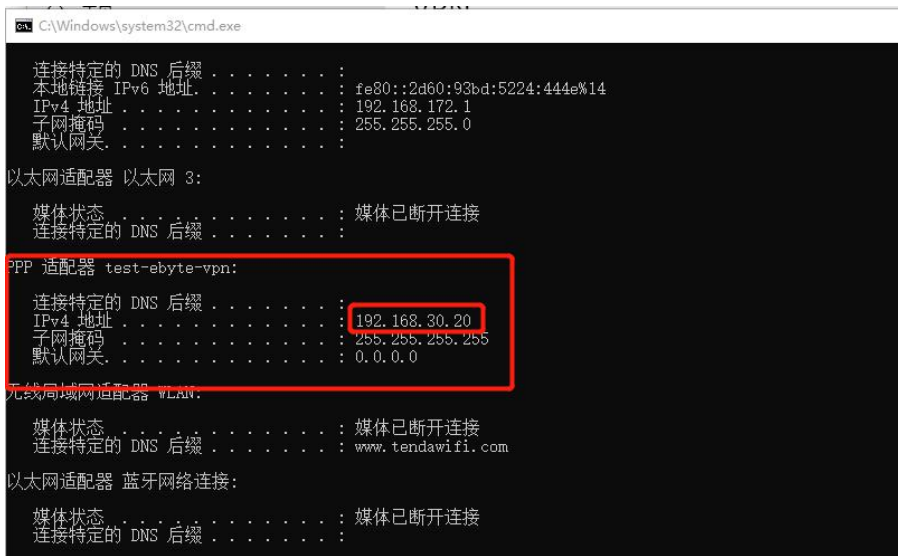 C:\Windows\system32\cmd.exe
连接特定的 DNS 后缀 . . . . . . . :
本地链接 IPv6 地址. . . . . . . . : fe80::2d60:93bd:5224:444e%14
IPv4 地址 . . . . . . . . . . . . : 192.168.172.1
子网掩码 . . . . . . . . . . . . : 255.255.255.0
默认网关. . . . . . . . . . . . . :
以太网适配器 以太网 3:
媒体状态 . . . . . . . . . . . . : 媒体已断开连接
连接特定的 DNS 后缀 . . . . . . . :
PPP 适配器 test-ebyte-vpn:
连接特定的 DNS 后缀 . . . . . . . :
IPv4 地址 . . . . . . . . . . . . : 192.168.30.20
子网掩码 . . . . . . . . . . . . : 255.255.255.255
默认网关. . . . . . . . . . . . . : 0.0.0.0
无线局域网适配器 WLAN:
媒体状态 . . . . . . . . . . . . : 媒体已断开连接
连接特定的 DNS 后缀 . . . . . . . : www.tendawifi.com
以太网适配器 蓝牙网络连接:
媒体状态 . . . . . . . . . . . . : 媒体已断开连接
连接特定的 DNS 后缀 . . . . . . . :